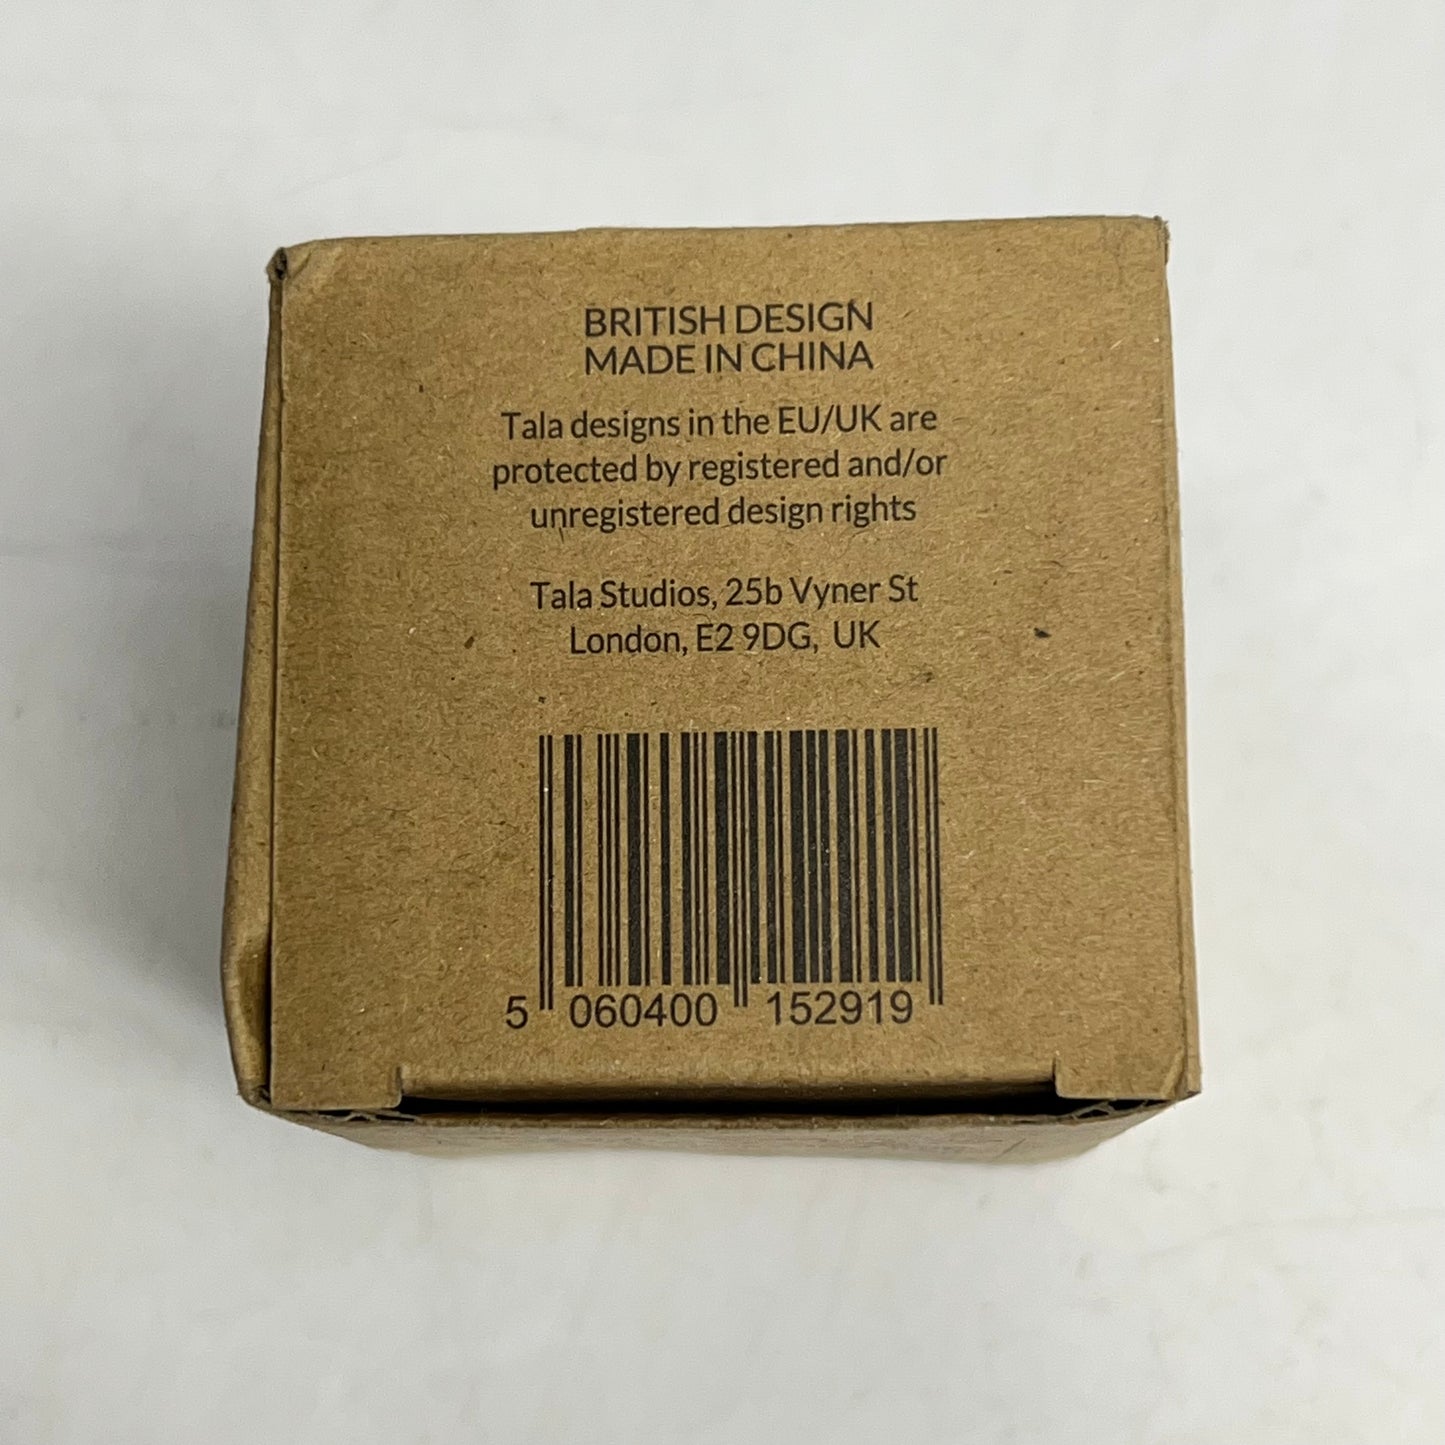 BRITISH DESIGN
MADE IN CHINA
Tala designs in the EU/UK are
protected by registered and/or
unregistered design rights
Tala Studios, 25b Vyner St
London, E2 9DG, UK
5 060400 152919